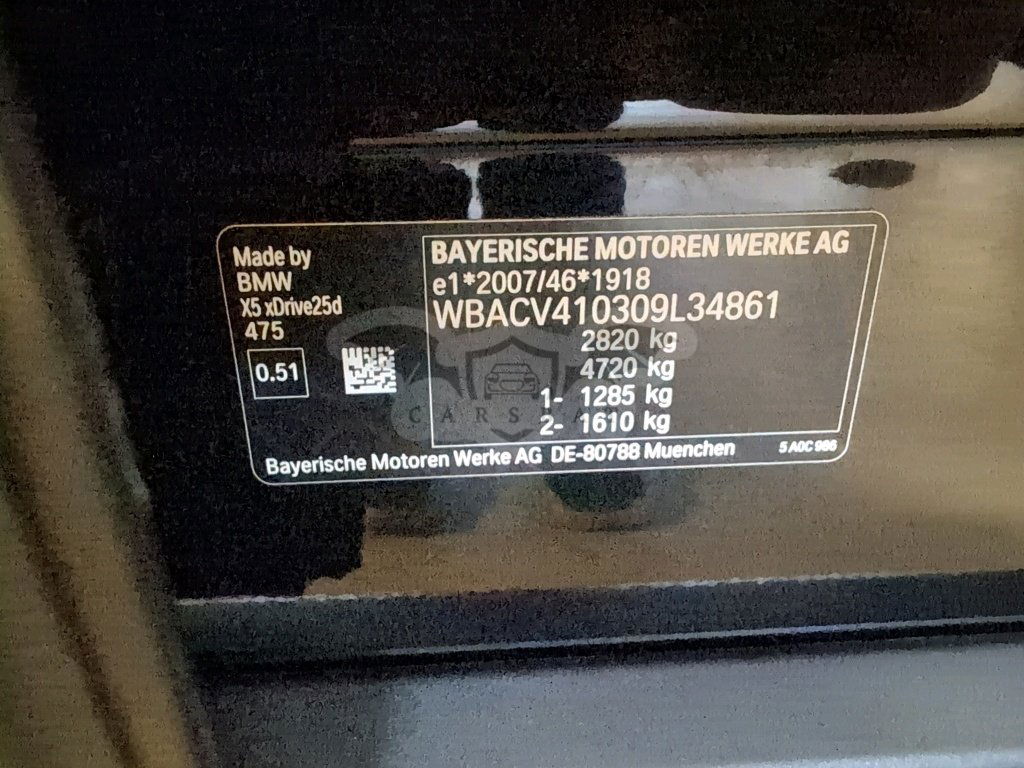 Made by
BMW
X5 xDrive25d
475
0.51
BAYERISCHE MOTOREN WERKE AG
e1*2007/46*1918
WBACV410309L34861
2820 kg
4720 kg
1- 1285 kg
2- 1610 kg
Bayerische Motoren Werke AG DE-80788 Muenchen
5 A0C 986